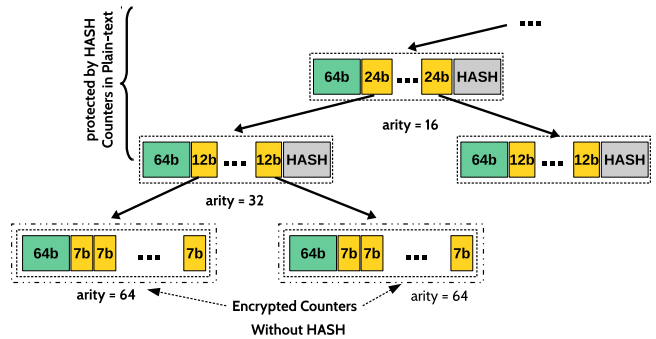 protected by HASH
Counters in Plain-text
...
64b 24b ... 24b HASH
arity = 16
64b 12b ... 12b HASH
64b 12b ... 12b HASH
arity = 32
64b 7b 7b ... 7b
64b 7b 7b ... 7b
arity = 64
arity = 64
Encrypted Counters
Without HASH